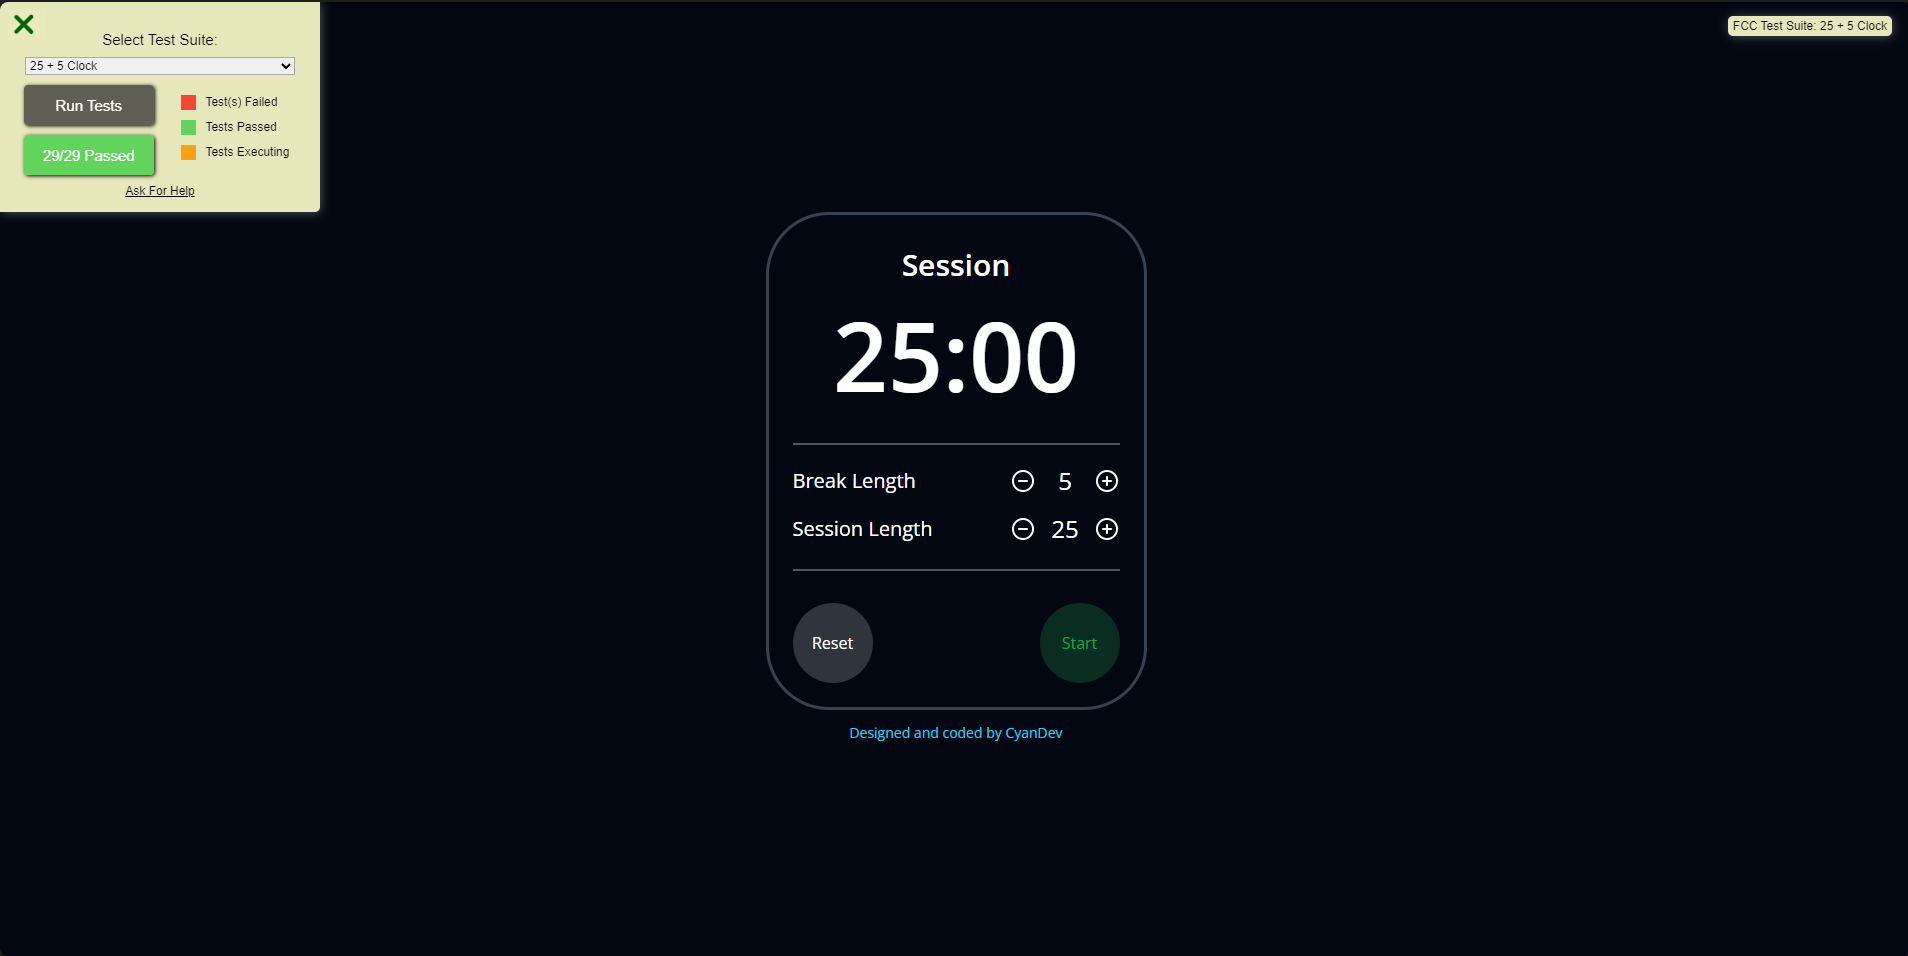 Select Test Suite:
25 + 5 Clock
Run Tests
29/29 Passed
Test(s) Failed
Tests Passed
Tests Executing
Ask For Help
FCC Test Suite: 25 + 5 Clock
Session
25:00
Break Length 5
Session Length 25
Reset
Start
Designed and coded by CyanDev